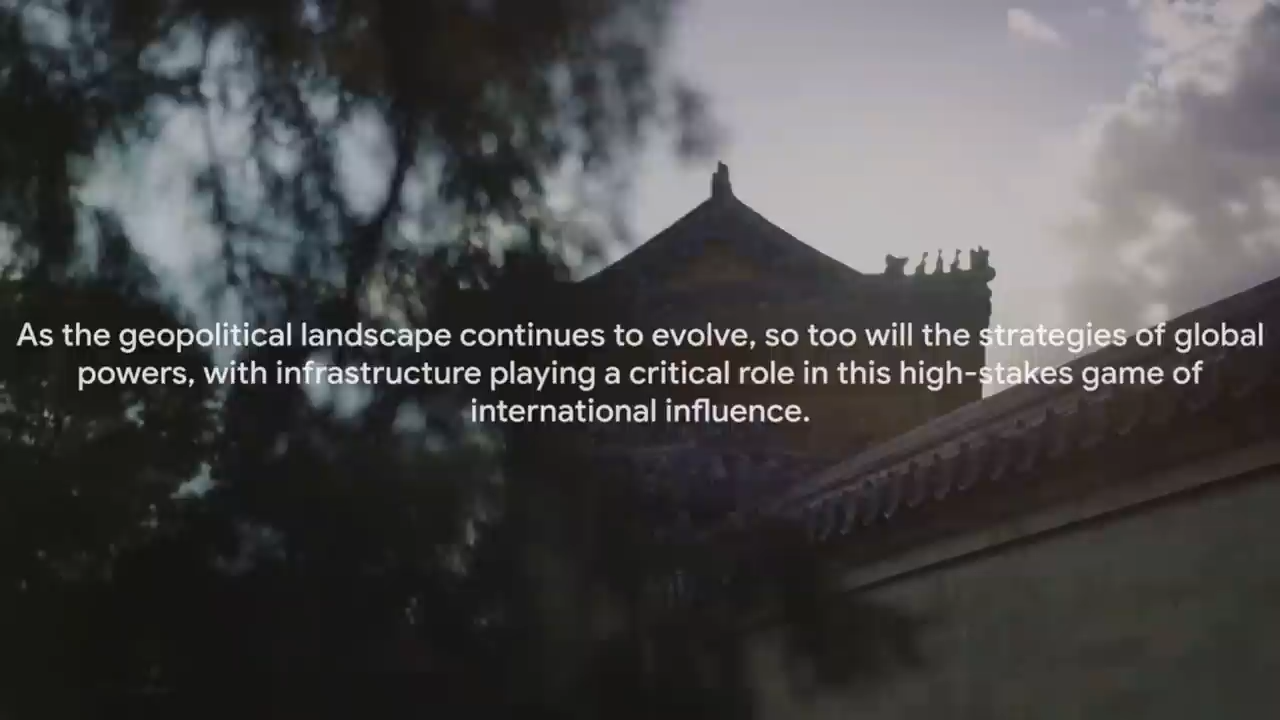 As the geopolitical landscape continues to evolve, so too will the strategies of global
powers, with infrastructure playing a critical role in this high-stakes game of
international influence.